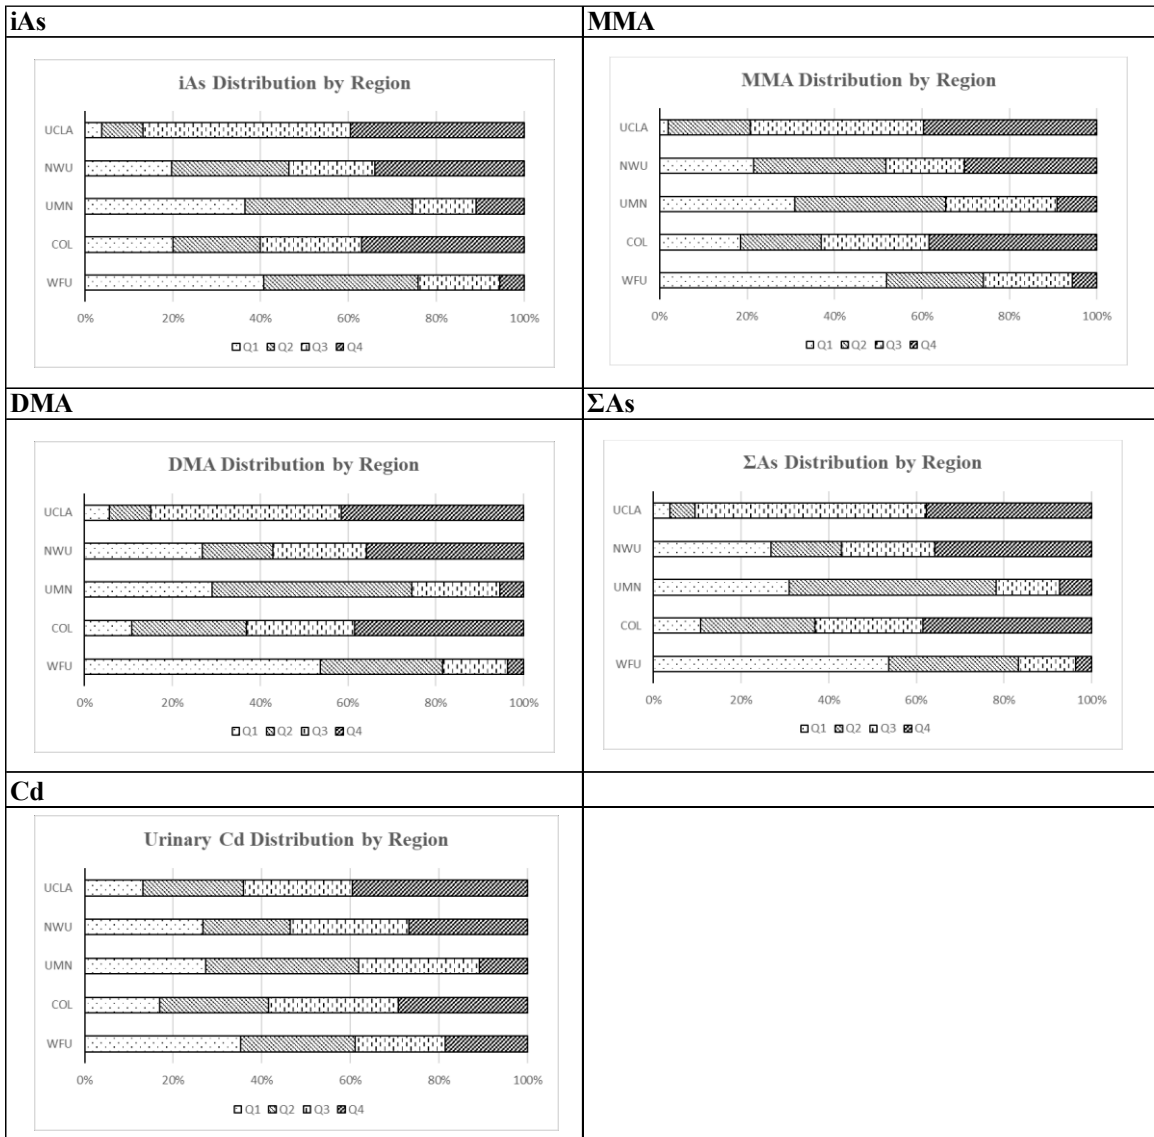 iAs
MMA
iAs Distribution by Region
UCLA
NWU
UMN
COL
WFU
0% 20% 40% 60% 80% 100%
Q1 Q2 Q3 Q4
MMA Distribution by Region
UCLA
NWU
UMN
COL
WFU
0% 20% 40% 60% 80% 100%
Q1 Q2 Q3 Q4
DMA
ΣAs
DMA Distribution by Region
UCLA
NWU
UMN
COL
WFU
0% 20% 40% 60% 80% 100%
Q1 Q2 Q3 Q4
ΣAs Distribution by Region
UCLA
NWU
UMN
COL
WFU
0% 20% 40% 60% 80% 100%
Q1 Q2 Q3 Q4
Cd
Urinary Cd Distribution by Region
UCLA
NWU
UMN
COL
WFU
0% 20% 40% 60% 80% 100%
Q1 Q2 Q3 Q4